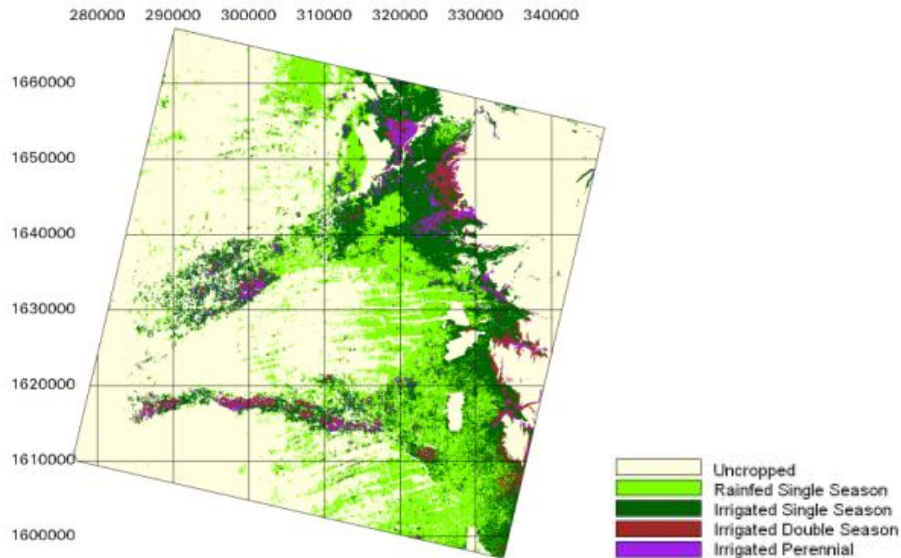 280000 290000 300000 310000 320000 330000 340000
1660000
1650000
1640000
1630000
1620000
1610000
1600000
Uncropped
Rainfed Single Season
Irrigated Single Season
Irrigated Double Season
Irrigated Perennial